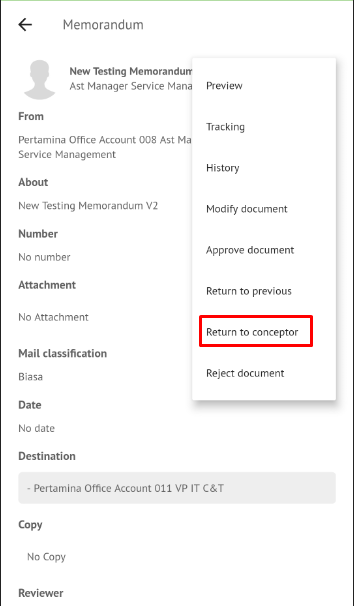 Memorandum
New Testing Memorandum
Ast Manager Service Mana
From
Pertamina Office Account 008 Ast Ma
Service Management
About
New Testing Memorandum V2
Number
No number
Attachment
No Attachment
Mail classification
Biasa
Date
No date
Destination
- Pertamina Office Account 011 VP IT C&T
Copy
No Copy
Reviewer
Preview
Tracking
History
Modify document
Approve document
Return to previous
Return to conceptor
Reject document